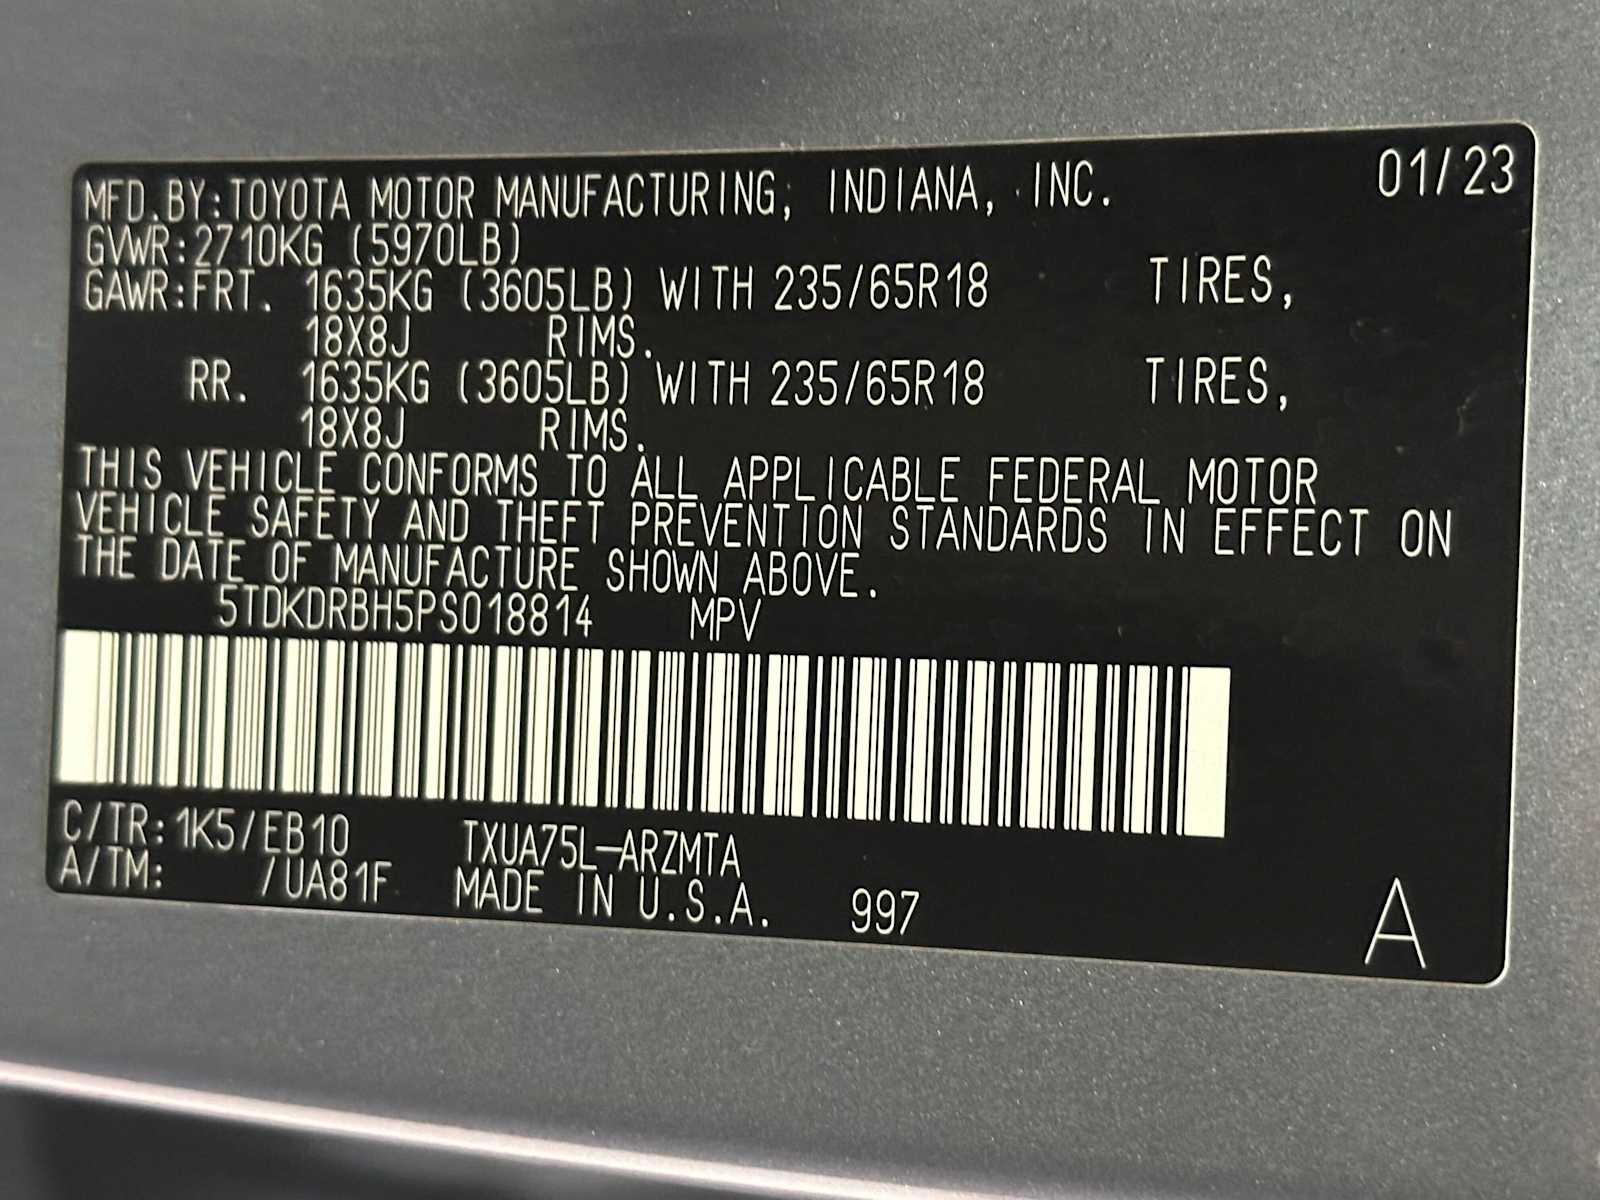 MFD.BY:TOYOTA MOTOR MANUFACTURING, INDIANA, INC. 01/23
GVWR:2710KG (5970LB)
GAWR:FRT. 1635KG (3605LB) WITH 235/65R18 TIRES,
18X8J RIMS.
RR. 1635KG (3605LB) WITH 235/65R18 TIRES,
18X8J RIMS.
THIS VEHICLE CONFORMS TO ALL APPLICABLE FEDERAL MOTOR
VEHICLE SAFETY AND THEFT PREVENTION STANDARDS IN EFFECT ON
THE DATE OF MANUFACTURE SHOWN ABOVE.
5TDKDRBH5PS018814 MPV
C/TR:1K5/EB10 TXUA75L-ARZMTA
A/TM: /UA81F MADE IN U.S.A. 997 A